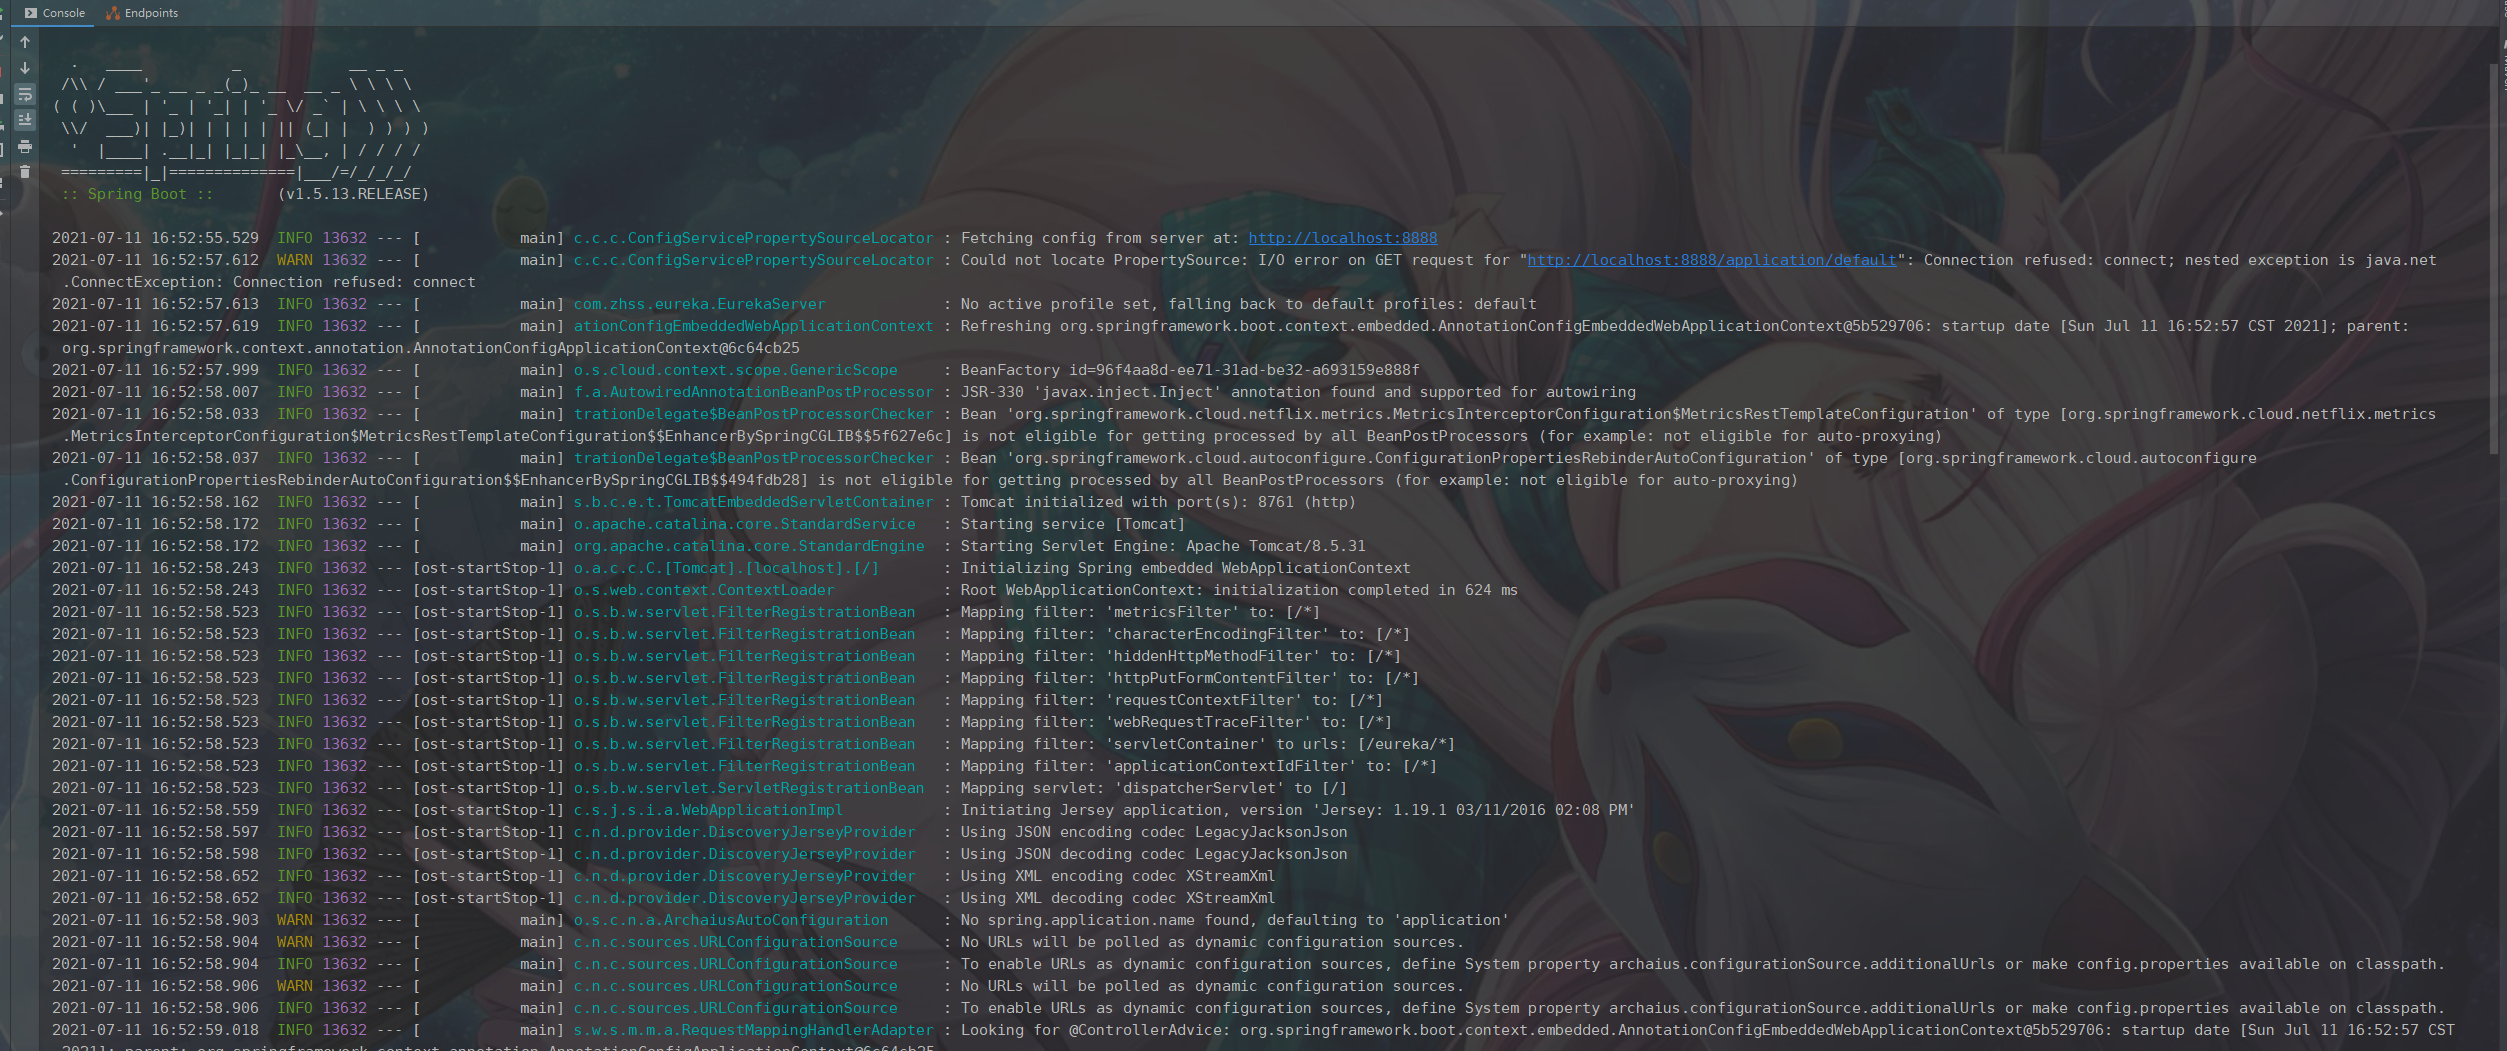 Console Endpoints
  .   ____          _            __ _ _
 /\\ / ___'_ __ _ _(_)_ __  __ _ \ \ \ \
( ( )\___ | '_ | '_| | '_ \/ _` | \ \ \ \
 \\/  ___)| |_)| | | | | || (_| |  ) ) ) )
  '  |____| .__|_| |_|_| |_\__, | / / / /
 =========|_|==============|___/=/_/_/_/
 :: Spring Boot ::       (v1.5.13.RELEASE)
2021-07-11 16:52:55.529  INFO 13632 --- [           main] c.c.c.ConfigServicePropertySourceLocator : Fetching config from server at: http://localhost:8888
2021-07-11 16:52:57.612  WARN 13632 --- [           main] c.c.c.ConfigServicePropertySourceLocator : Could not locate PropertySource: I/O error on GET request for "http://localhost:8888/application/default": Connection refused: connect; nested exception is java.net
.ConnectException: Connection refused: connect
2021-07-11 16:52:57.613  INFO 13632 --- [           main] com.zhss.eureka.EurekaServer             : No active profile set, falling back to default profiles: default
2021-07-11 16:52:57.619  INFO 13632 --- [           main] ationConfigEmbeddedWebApplicationContext : Refreshing org.springframework.boot.context.embedded.AnnotationConfigEmbeddedWebApplicationContext@5b529706: startup date [Sun Jul 11 16:52:57 CST 2021]; parent:
org.springframework.context.annotation.AnnotationConfigApplicationContext@6c64cb25
2021-07-11 16:52:57.999  INFO 13632 --- [           main] o.s.cloud.context.scope.GenericScope     : BeanFactory id=96f4aa8d-ee71-31ad-be32-a693159e888f
2021-07-11 16:52:58.007  INFO 13632 --- [           main] f.a.AutowiredAnnotationBeanPostProcessor : JSR-330 'javax.inject.Inject' annotation found and supported for autowiring
2021-07-11 16:52:58.033  INFO 13632 --- [           main] trationDelegate$BeanPostProcessorChecker : Bean 'org.springframework.cloud.netflix.metrics.MetricsInterceptorConfiguration$MetricsRestTemplateConfiguration' of type [org.springframework.cloud.netflix.metrics
.MetricsInterceptorConfiguration$MetricsRestTemplateConfiguration$$EnhancerBySpringCGLIB$$5f627e6c] is not eligible for getting processed by all BeanPostProcessors (for example: not eligible for auto-proxying)
2021-07-11 16:52:58.037  INFO 13632 --- [           main] trationDelegate$BeanPostProcessorChecker : Bean 'org.springframework.cloud.autoconfigure.ConfigurationPropertiesRebinderAutoConfiguration' of type [org.springframework.cloud.autoconfigure
.ConfigurationPropertiesRebinderAutoConfiguration$$EnhancerBySpringCGLIB$$494fdb28] is not eligible for getting processed by all BeanPostProcessors (for example: not eligible for auto-proxying)
2021-07-11 16:52:58.162  INFO 13632 --- [           main] s.b.c.e.t.TomcatEmbeddedServletContainer : Tomcat initialized with port(s): 8761 (http)
2021-07-11 16:52:58.172  INFO 13632 --- [           main] o.apache.catalina.core.StandardService   : Starting service [Tomcat]
2021-07-11 16:52:58.172  INFO 13632 --- [           main] org.apache.catalina.core.StandardEngine  : Starting Servlet Engine: Apache Tomcat/8.5.31
2021-07-11 16:52:58.243  INFO 13632 --- [ost-startStop-1] o.a.c.c.C.[Tomcat].[localhost].[/]       : Initializing Spring embedded WebApplicationContext
2021-07-11 16:52:58.243  INFO 13632 --- [ost-startStop-1] o.s.web.context.ContextLoader            : Root WebApplicationContext: initialization completed in 624 ms
2021-07-11 16:52:58.523  INFO 13632 --- [ost-startStop-1] o.s.b.w.servlet.FilterRegistrationBean   : Mapping filter: 'metricsFilter' to: [/*]
2021-07-11 16:52:58.523  INFO 13632 --- [ost-startStop-1] o.s.b.w.servlet.FilterRegistrationBean   : Mapping filter: 'characterEncodingFilter' to: [/*]
2021-07-11 16:52:58.523  INFO 13632 --- [ost-startStop-1] o.s.b.w.servlet.FilterRegistrationBean   : Mapping filter: 'hiddenHttpMethodFilter' to: [/*]
2021-07-11 16:52:58.523  INFO 13632 --- [ost-startStop-1] o.s.b.w.servlet.FilterRegistrationBean   : Mapping filter: 'httpPutFormContentFilter' to: [/*]
2021-07-11 16:52:58.523  INFO 13632 --- [ost-startStop-1] o.s.b.w.servlet.FilterRegistrationBean   : Mapping filter: 'requestContextFilter' to: [/*]
2021-07-11 16:52:58.523  INFO 13632 --- [ost-startStop-1] o.s.b.w.servlet.FilterRegistrationBean   : Mapping filter: 'webRequestTraceFilter' to: [/*]
2021-07-11 16:52:58.523  INFO 13632 --- [ost-startStop-1] o.s.b.w.servlet.FilterRegistrationBean   : Mapping filter: 'servletContainer' to urls: [/eureka/*]
2021-07-11 16:52:58.523  INFO 13632 --- [ost-startStop-1] o.s.b.w.servlet.FilterRegistrationBean   : Mapping filter: 'applicationContextIdFilter' to: [/*]
2021-07-11 16:52:58.523  INFO 13632 --- [ost-startStop-1] o.s.b.w.servlet.ServletRegistrationBean  : Mapping servlet: 'dispatcherServlet' to [/]
2021-07-11 16:52:58.559  INFO 13632 --- [ost-startStop-1] c.s.j.s.i.a.WebApplicationImpl           : Initiating Jersey application, version 'Jersey: 1.19.1 03/11/2016 02:08 PM'
2021-07-11 16:52:58.597  INFO 13632 --- [ost-startStop-1] c.n.d.provider.DiscoveryJerseyProvider   : Using JSON encoding codec LegacyJacksonJson
2021-07-11 16:52:58.598  INFO 13632 --- [ost-startStop-1] c.n.d.provider.DiscoveryJerseyProvider   : Using JSON decoding codec LegacyJacksonJson
2021-07-11 16:52:58.652  INFO 13632 --- [ost-startStop-1] c.n.d.provider.DiscoveryJerseyProvider   : Using XML encoding codec XStreamXml
2021-07-11 16:52:58.652  INFO 13632 --- [ost-startStop-1] c.n.d.provider.DiscoveryJerseyProvider   : Using XML decoding codec XStreamXml
2021-07-11 16:52:58.903  WARN 13632 --- [           main] o.s.c.n.a.ArchaiusAutoConfiguration      : No spring.application.name found, defaulting to 'application'
2021-07-11 16:52:58.904  WARN 13632 --- [           main] c.n.c.sources.URLConfigurationSource     : No URLs will be polled as dynamic configuration sources.
2021-07-11 16:52:58.904  INFO 13632 --- [           main] c.n.c.sources.URLConfigurationSource     : To enable URLs as dynamic configuration sources, define System property archaius.configurationSource.additionalUrls or make config.properties available on classpath.
2021-07-11 16:52:58.906  WARN 13632 --- [           main] c.n.c.sources.URLConfigurationSource     : No URLs will be polled as dynamic configuration sources.
2021-07-11 16:52:58.906  INFO 13632 --- [           main] c.n.c.sources.URLConfigurationSource     : To enable URLs as dynamic configuration sources, define System property archaius.configurationSource.additionalUrls or make config.properties available on classpath.
2021-07-11 16:52:59.018  INFO 13632 --- [           main] s.w.s.m.m.a.RequestMappingHandlerAdapter : Looking for @ControllerAdvice: org.springframework.boot.context.embedded.AnnotationConfigEmbeddedWebApplicationContext@5b529706: startup date [Sun Jul 11 16:52:57 CST
2021]; parent: org.springframework.context.annotation.AnnotationConfigApplicationContext@6c64cb25